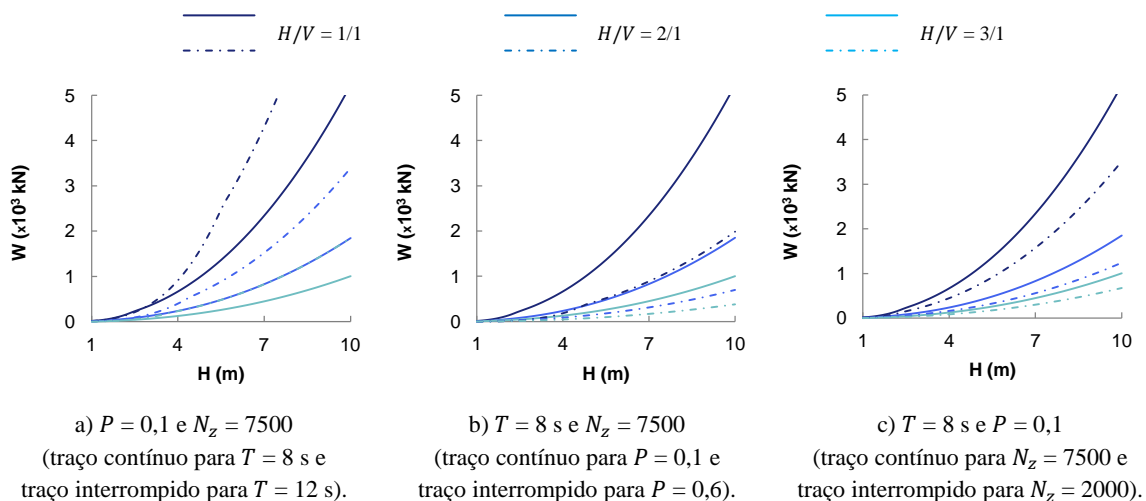 H/V = 1/1
H/V = 2/1
H/V = 3/1
W (x10³ kN)
5
4
3
2
1
0
1 4 7 10
H (m)
W (x10³ kN)
5
4
3
2
1
0
1 4 7 10
H (m)
W (x10³ kN)
5
4
3
2
1
0
1 4 7 10
H (m)
a) P = 0,1 e N_z = 7500
(traço contínuo para T = 8 s e
traço interrompido para T = 12 s).
b) T = 8 s e N_z = 7500
(traço contínuo para P = 0,1 e
traço interrompido para P = 0,6).
c) T = 8 s e P = 0,1
(traço contínuo para N_z = 7500 e
traço interrompido para N_z = 2000)